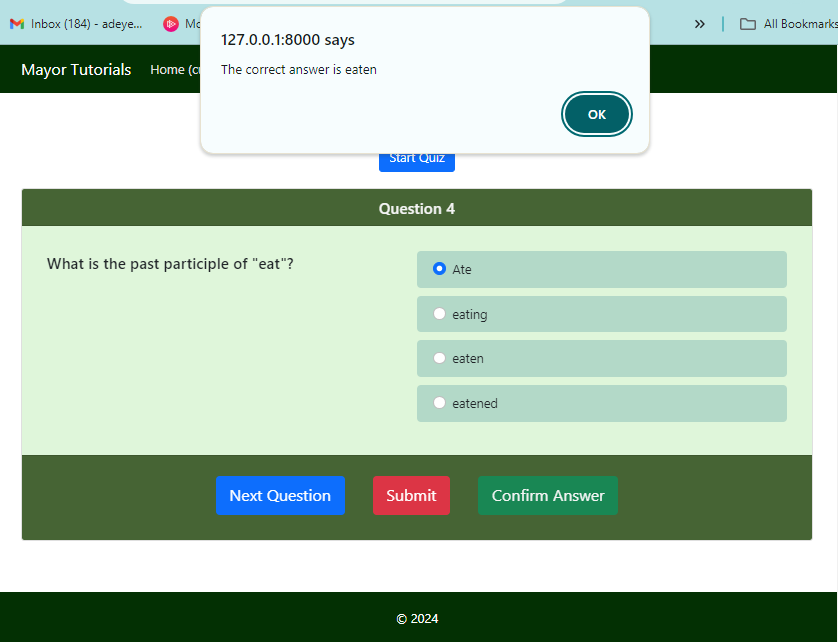 Inbox (184) - adeye...
»
All Bookmarks
127.0.0.1:8000 says
The correct answer is eaten
OK
Mayor Tutorials
Home
Start Quiz
Question 4
What is the past participle of "eat"?
Ate
eating
eaten
eatened
Next Question
Submit
Confirm Answer
© 2024